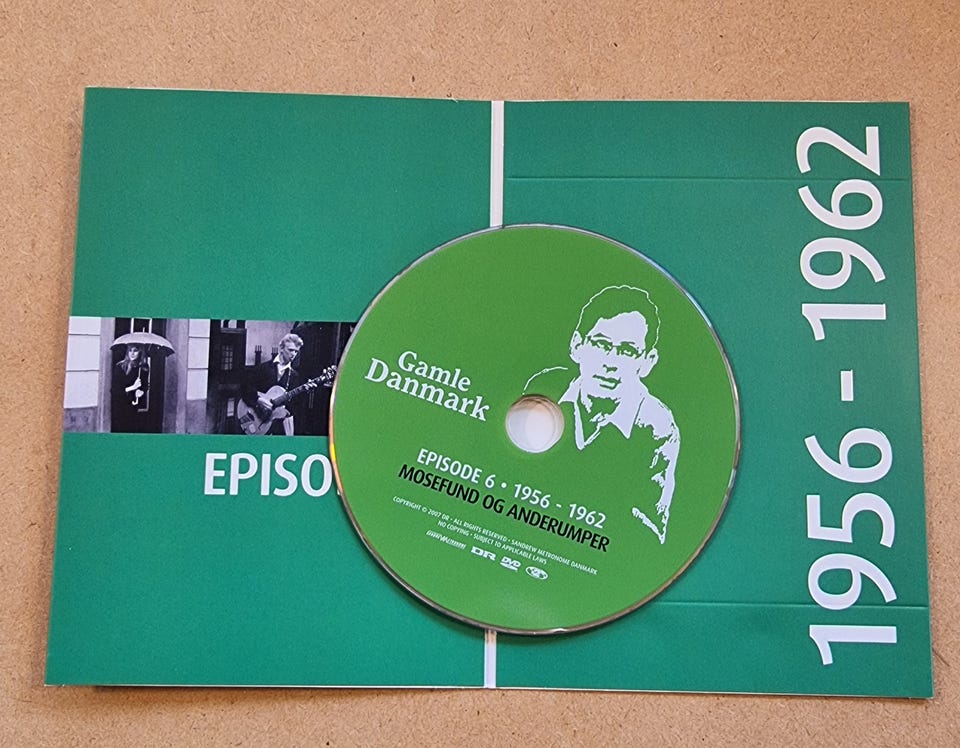 EPISO
Gamle
Danmark
EPISODE 6 • 1956 - 1962
MOSEFUND OG ANDERUMPER
COPYRIGHT © 2007 DR - ALL RIGHTS RESERVED • SANDREW METRONOME DANMARK
NO COPYING • SUBJECT TO APPLICABLE LAWS
DR DVD
1956 - 1962